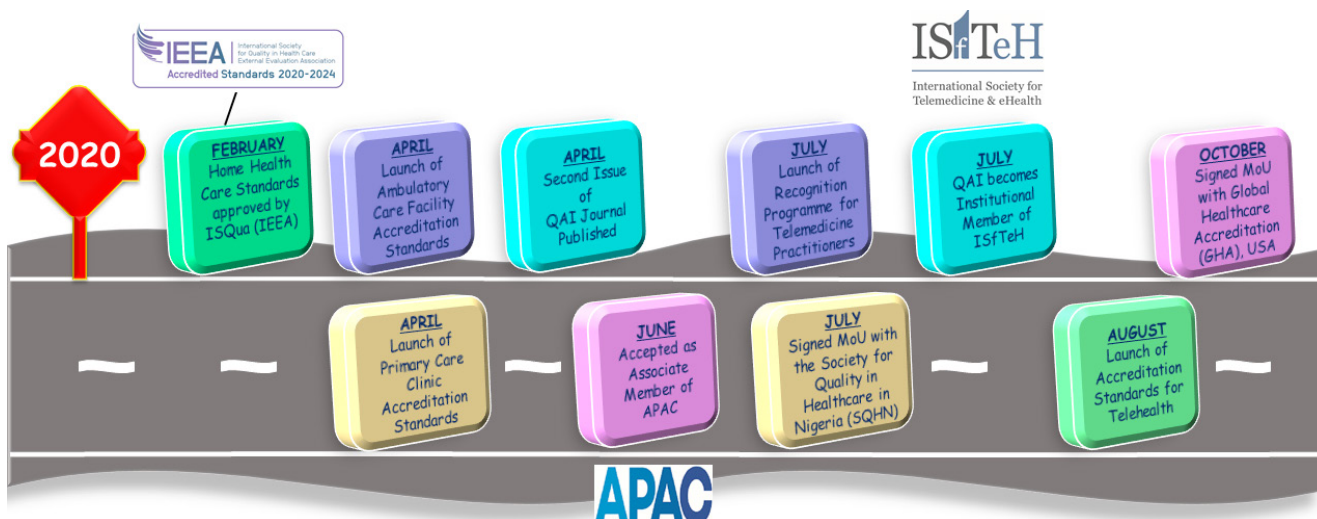 IEEA
International Society
for Quality in Health Care
External Evaluation Association
Accredited Standards 2020-2024
ISfTeH
International Society for
Telemedicine & eHealth
2020
FEBRUARY
Home Health
Care Standards
approved by
ISQua (IEEA)
APRIL
Launch of
Ambulatory
Care Facility
Accreditation
Standards
APRIL
Second Issue
of
QAI Journal
Published
JULY
Launch of
Recognition
Programme for
Telemedicine
Practitioners
JULY
QAI becomes
Institutional
Member of
ISfTeH
OCTOBER
Signed MoU
with Global
Healthcare
Accreditation
(GHA), USA
APRIL
Launch of
Primary Care
Clinic
Accreditation
Standards
JUNE
Accepted as
Associate
Member of
APAC
JULY
Signed MoU with
the Society for
Quality in
Healthcare in
Nigeria (SQHN)
AUGUST
Launch of
Accreditation
Standards for
Telehealth
APAC